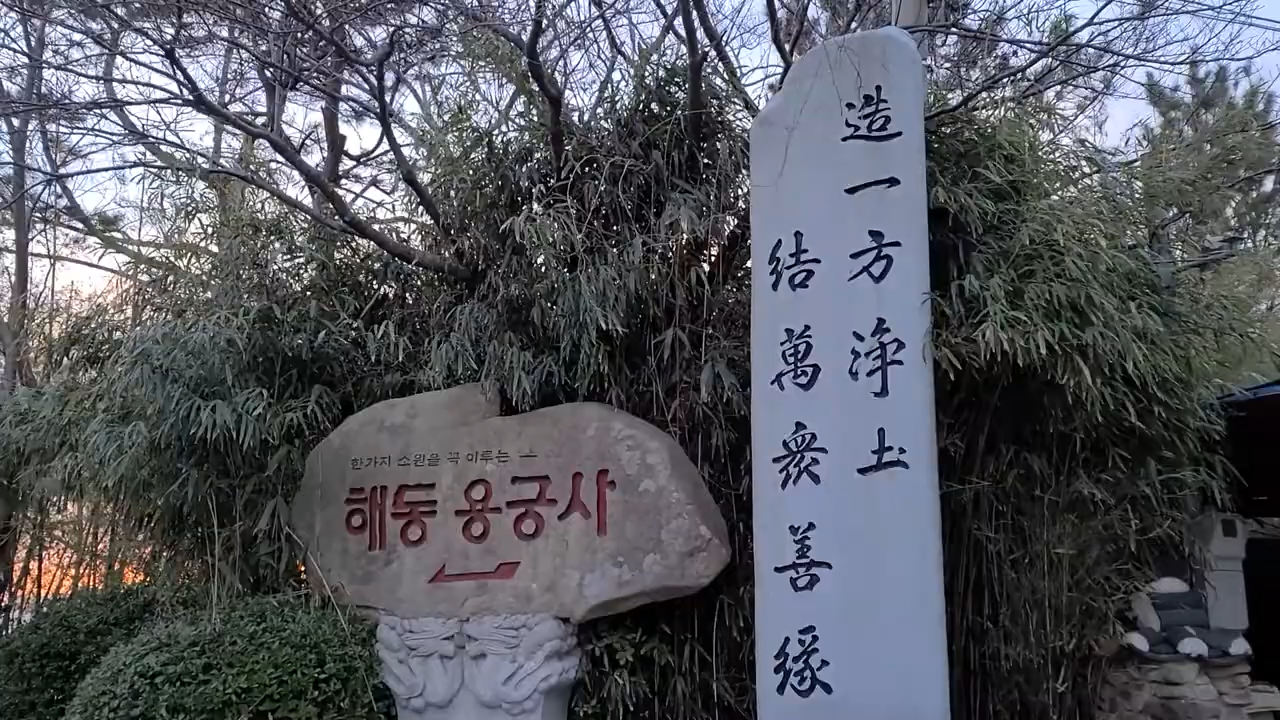 한가지 소원을 꼭 이루는
해동 용궁사
造一方净土
結萬衆善緣